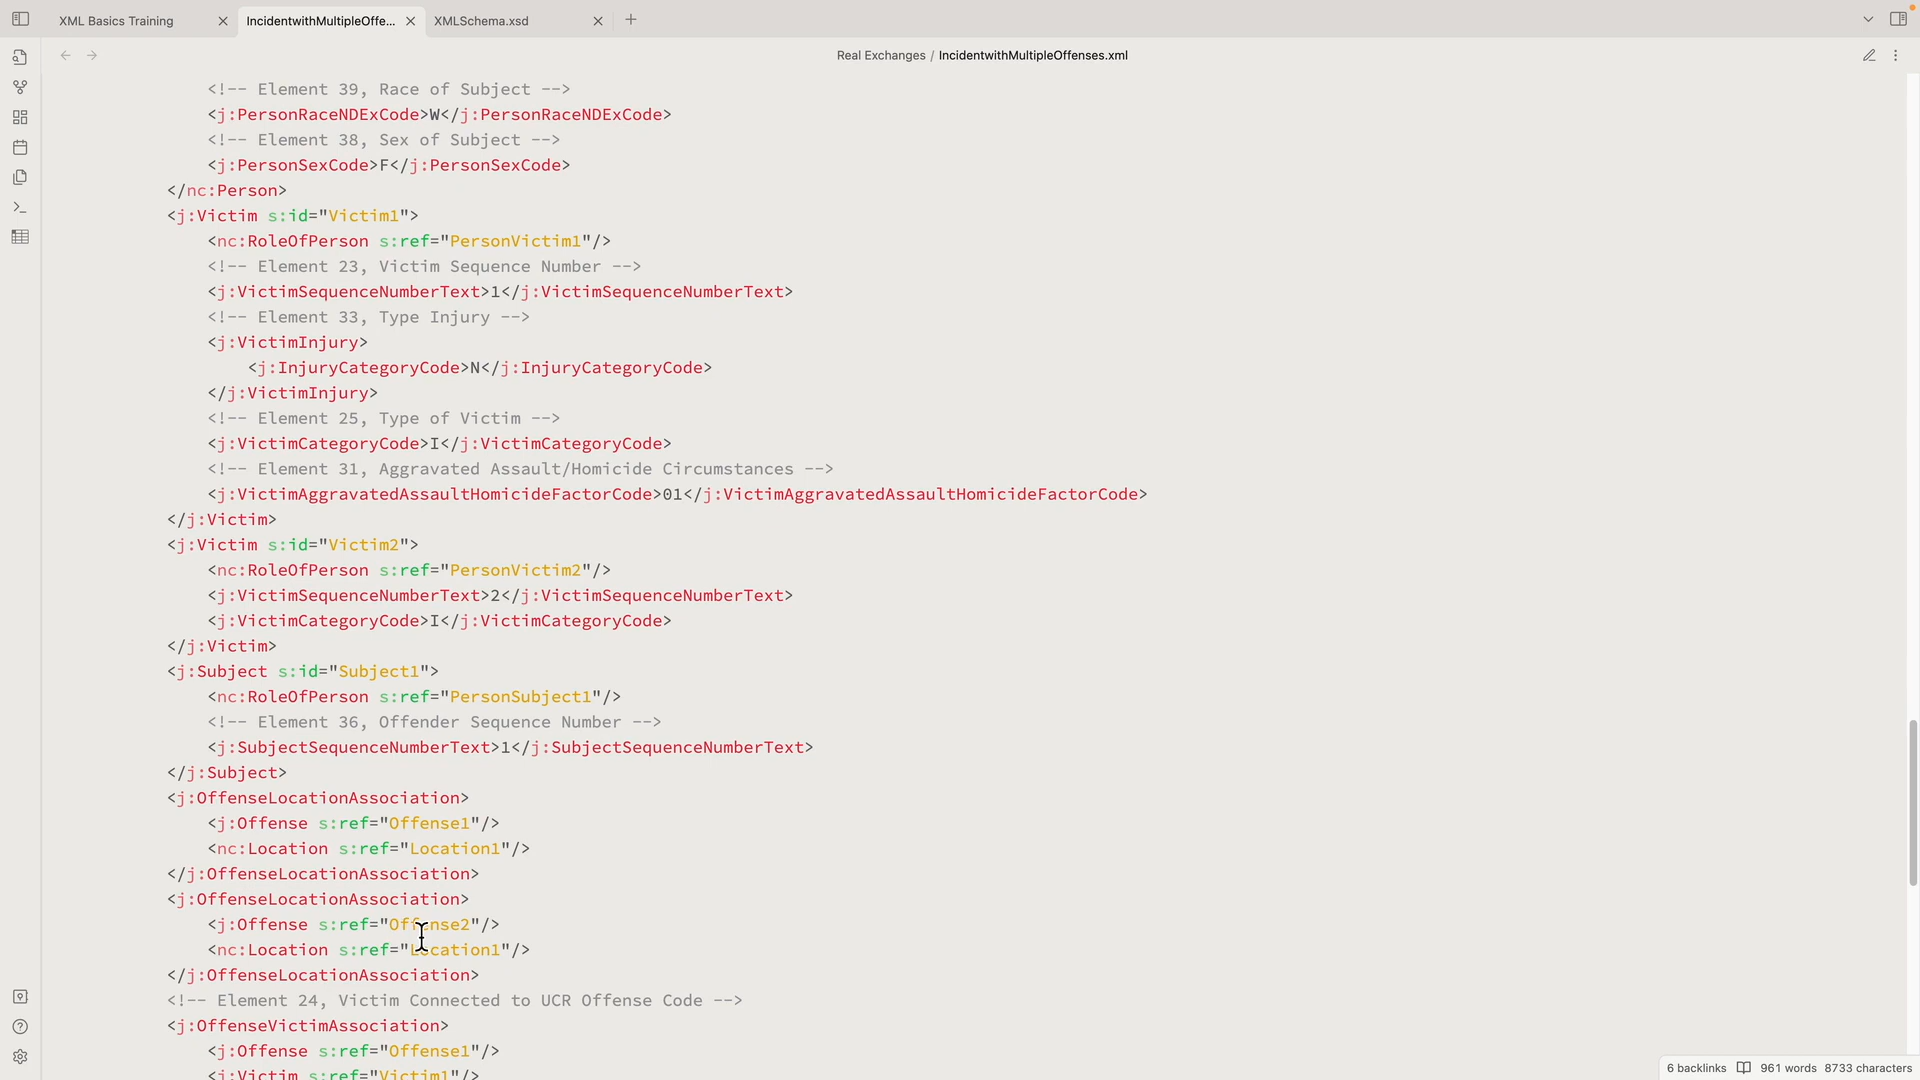 XML Basics Training
IncidentwithMultipleOffe...
XMLSchema.xsd
Real Exchanges / IncidentwithMultipleOffenses.xml
<!-- Element 39, Race of Subject -->
<j:PersonRaceNDExCode>W</j:PersonRaceNDExCode>
<!-- Element 38, Sex of Subject -->
<j:PersonSexCode>F</j:PersonSexCode>
</nc:Person>
<j:Victim s:id="Victim1">
<nc:RoleOfPerson s:ref="PersonVictim1"/>
<!-- Element 23, Victim Sequence Number -->
<j:VictimSequenceNumberText>1</j:VictimSequenceNumberText>
<!-- Element 33, Type Injury -->
<j:VictimInjury>
<j:InjuryCategoryCode>N</j:InjuryCategoryCode>
</j:VictimInjury>
<!-- Element 25, Type of Victim -->
<j:VictimCategoryCode>I</j:VictimCategoryCode>
<!-- Element 31, Aggravated Assault/Homicide Circumstances -->
<j:VictimAggravatedAssaultHomicideFactorCode>01</j:VictimAggravatedAssaultHomicideFactorCode>
</j:Victim>
<j:Victim s:id="Victim2">
<nc:RoleOfPerson s:ref="PersonVictim2"/>
<j:VictimSequenceNumberText>2</j:VictimSequenceNumberText>
<j:VictimCategoryCode>I</j:VictimCategoryCode>
</j:Victim>
<j:Subject s:id="Subject1">
<nc:RoleOfPerson s:ref="PersonSubject1"/>
<!-- Element 36, Offender Sequence Number -->
<j:SubjectSequenceNumberText>1</j:SubjectSequenceNumberText>
</j:Subject>
<j:OffenseLocationAssociation>
<j:Offense s:ref="Offense1"/>
<nc:Location s:ref="Location1"/>
</j:OffenseLocationAssociation>
<j:OffenseLocationAssociation>
<j:Offense s:ref="Offense2"/>
<nc:Location s:ref="Location1"/>
</j:OffenseLocationAssociation>
<!-- Element 24, Victim Connected to UCR Offense Code -->
<j:OffenseVictimAssociation>
<j:Offense s:ref="Offense1"/>
<j:Victim s:ref="Victim1"/>
6 backlinks 961 words 8733 characters